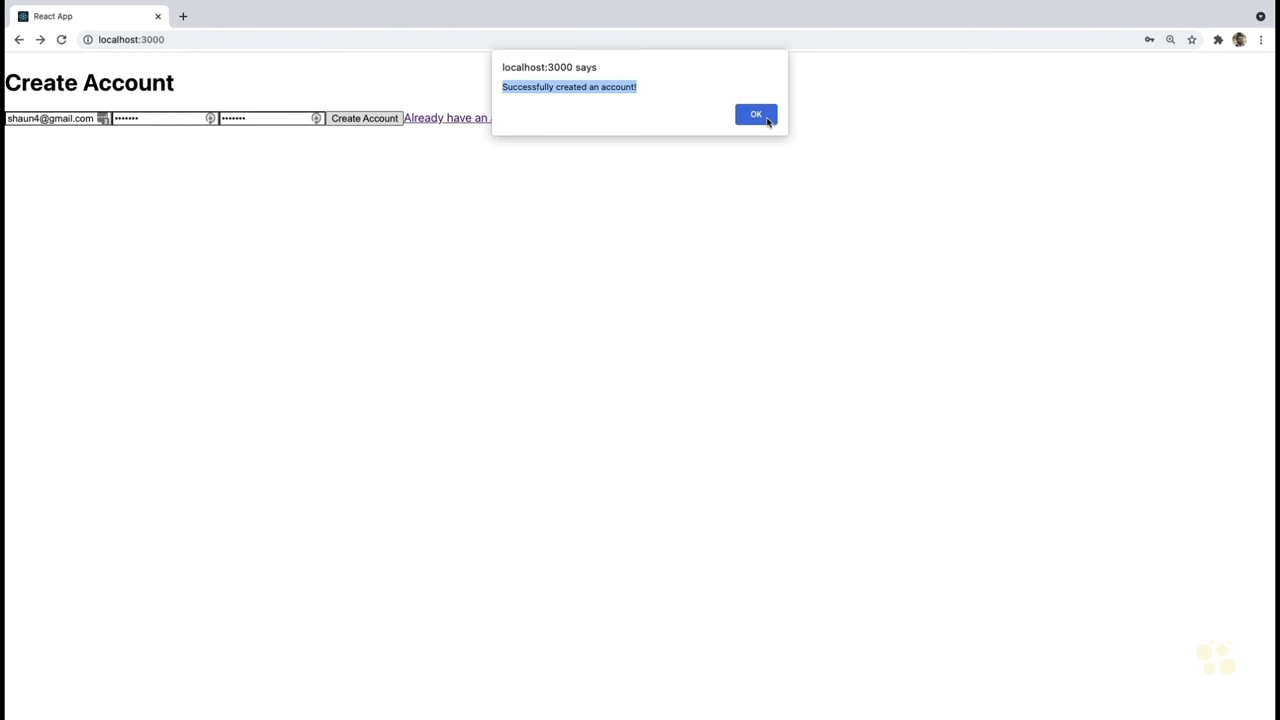 React App
localhost:3000
localhost:3000 says
Successfully created an account!
OK
Create Account
shaun4@gmail.com ••••••• ••••••• Create Account Already have an